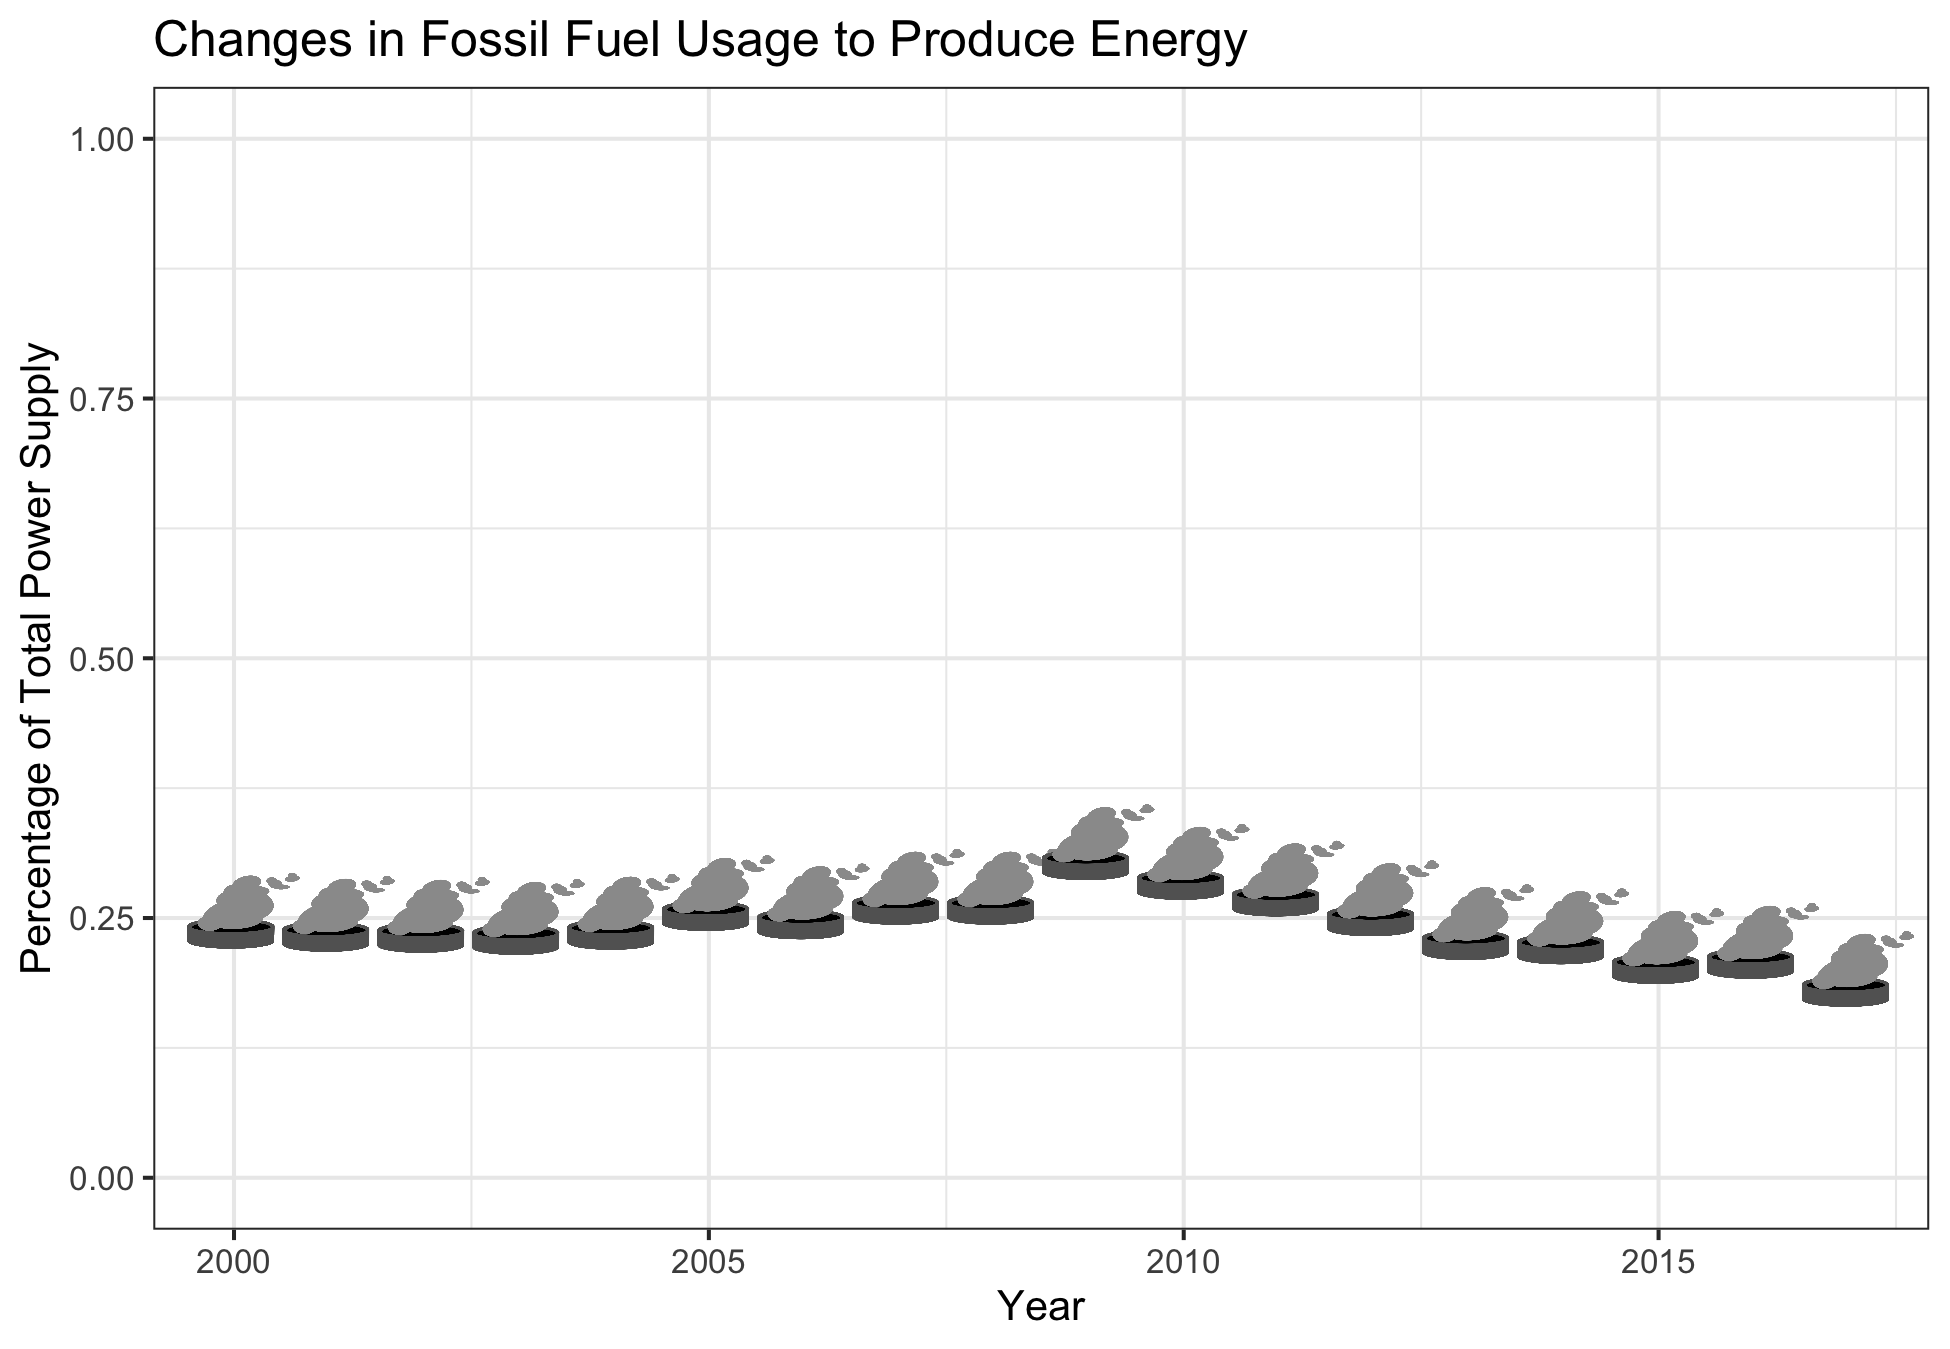 Changes in Fossil Fuel Usage to Produce Energy
Percentage of Total Power Supply
1.00
0.75
0.50
0.25
0.00
2000 2005 2010 2015
Year